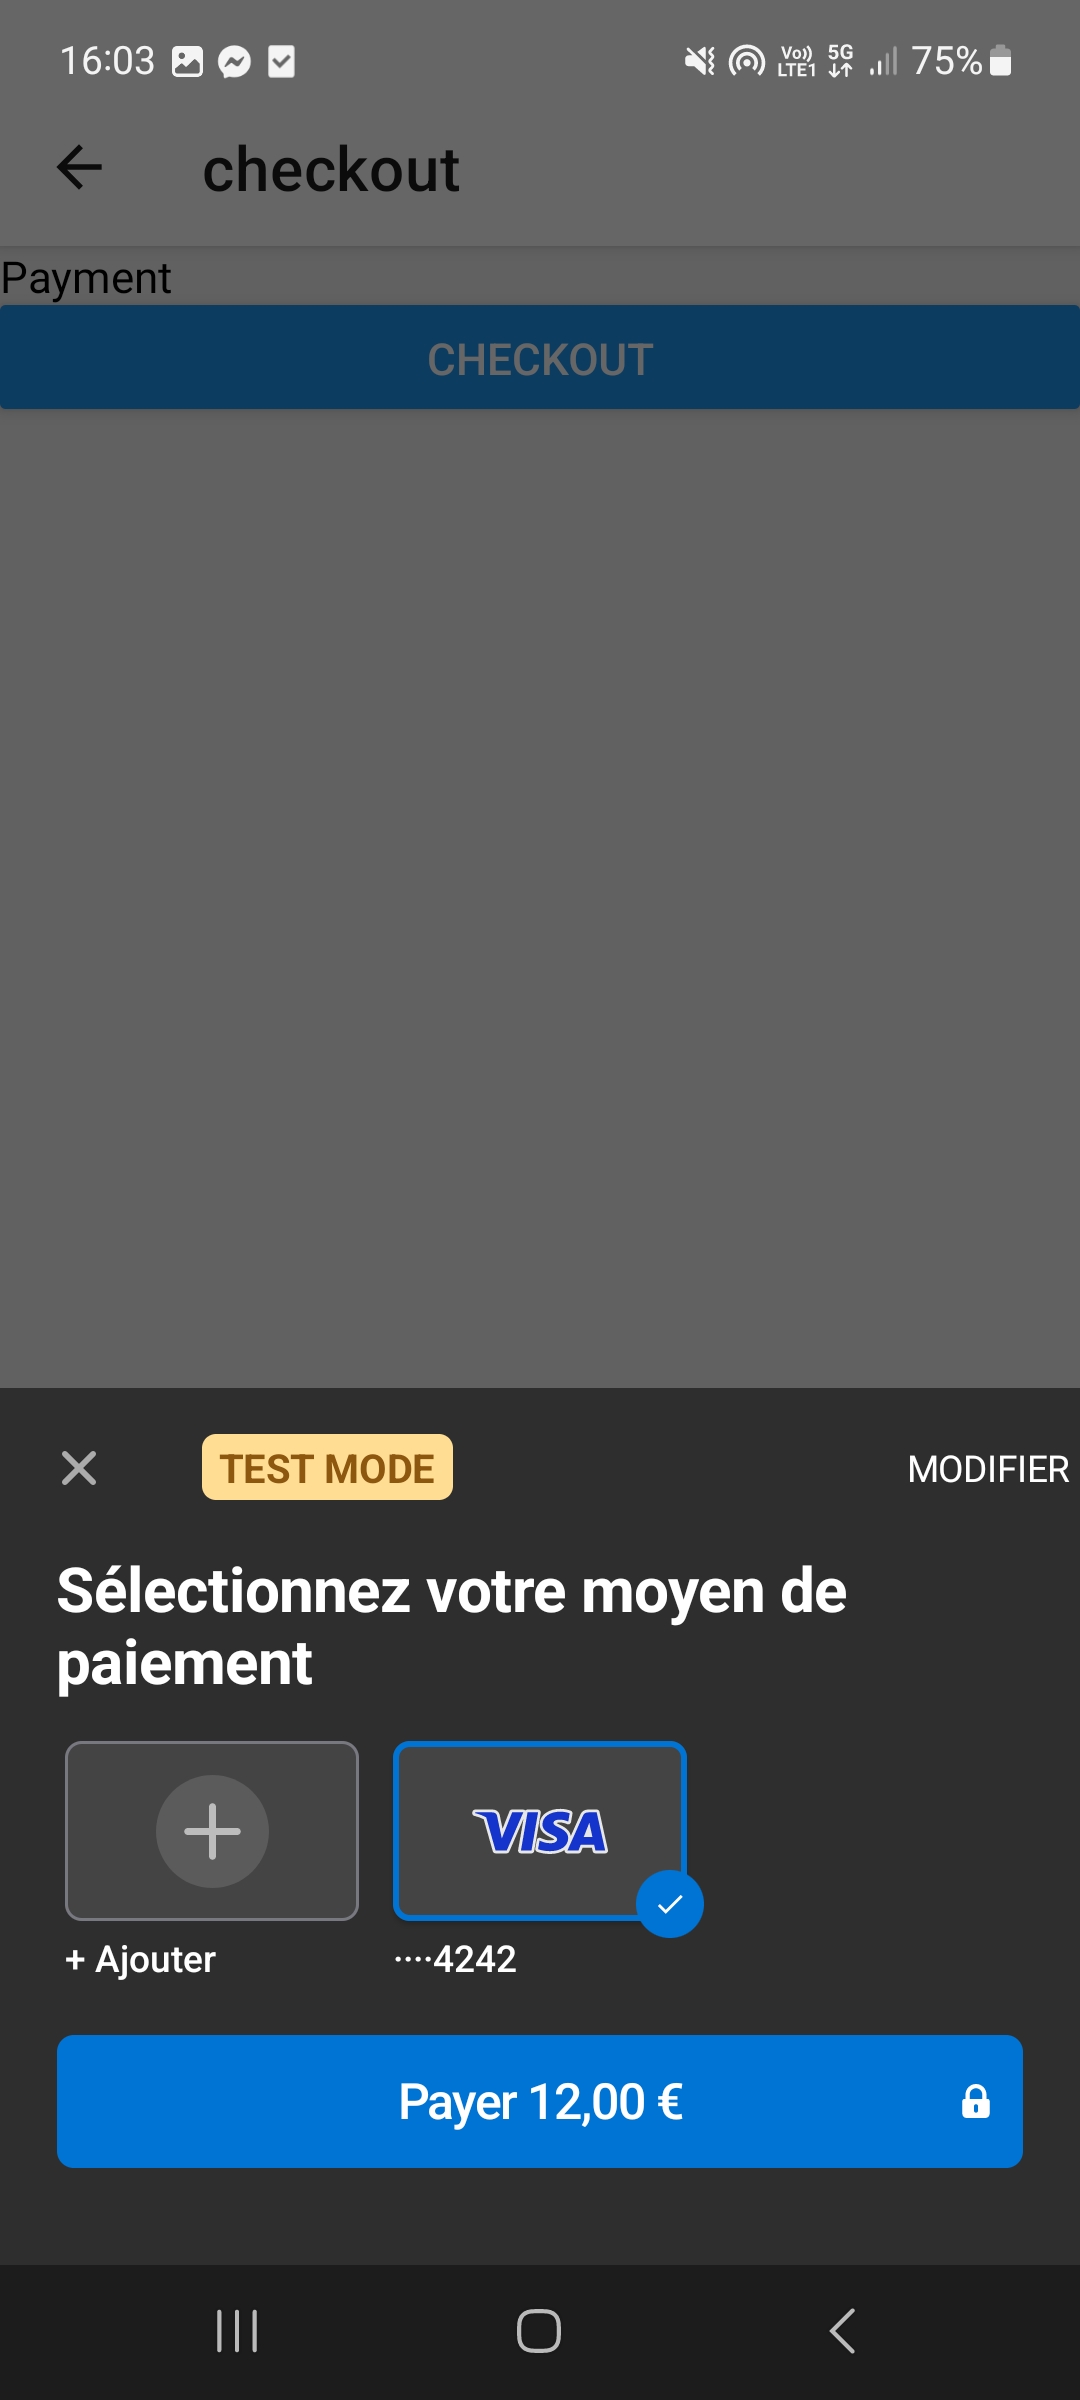 16:03
Vo)) LTE1 5G 75%
checkout
Payment
CHECKOUT
TEST MODE
MODIFIER
Sélectionnez votre moyen de
paiement
VISA
+ Ajouter
····4242
Payer 12,00 €